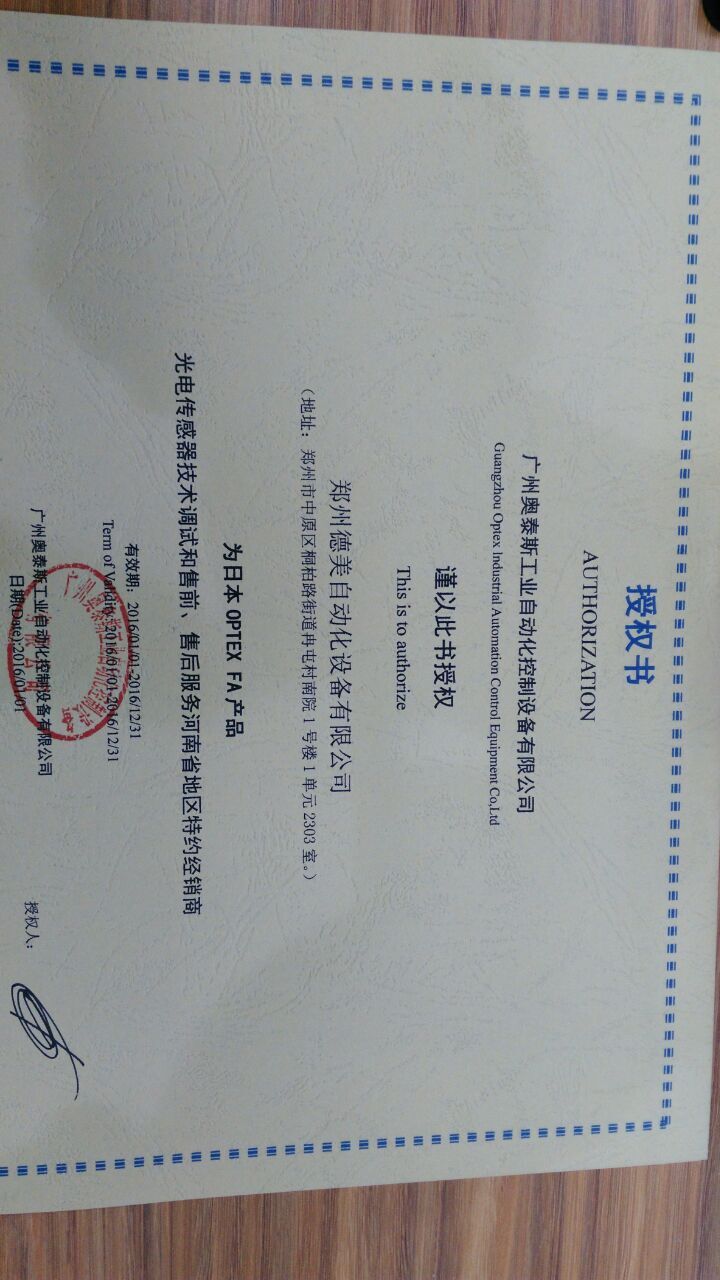 授权书
AUTHORIZATION
广州奥泰斯工业自动化控制设备有限公司
Guangzhou Optex Industrial Automation Control Equipment Co,Ltd
谨以此书授权
This is to authorize
郑州德美自动化设备有限公司
（地址：郑州市中原区桐柏路街道冉屯村南院 1 号楼 1 单元 2303 室。）
为日本 OPTEX FA 产品
光电传感器技术调试和售前、售后服务河南省地区特约经销商
有效期：2016/01/01-2016/12/31
Term of Validity:2016/01/01-2016/12/31
广州奥泰斯工业自动化控制设备有限公司
授权人：
日期(Date):2016/01/01